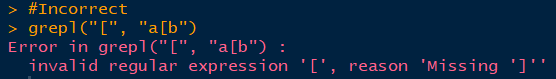 > #Incorrect
> grepl("[", "a[b")
Error in grepl("[", "a[b") :
  invalid regular expression '[', reason 'Missing ']''